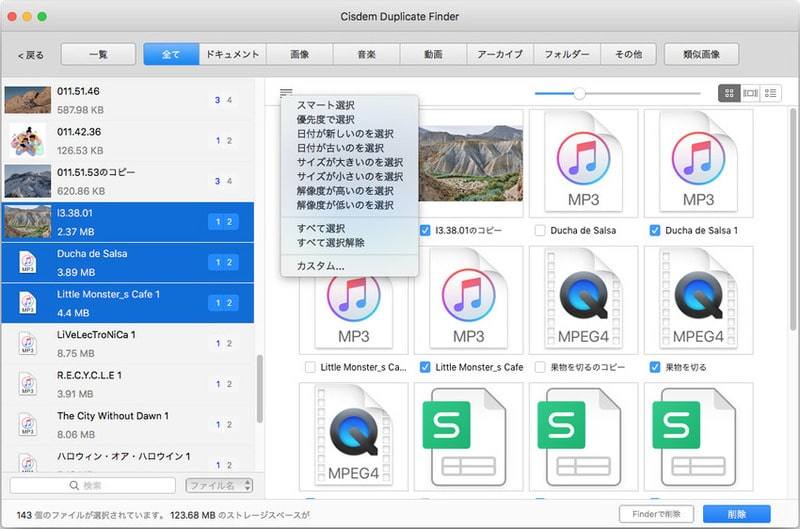 Cisdem Duplicate Finder
< 戻る
一覧
全て
ドキュメント
画像
音楽
動画
アーカイブ
フォルダー
その他
類似画像
011.51.46
587.98 KB
3 4
011.42.36
126.53 KB
1 2
011.51.53のコピー
620.86 KB
3 4
I3.38.01
2.37 MB
1 2
MP3
Ducha de Salsa
3.89 MB
1 2
MP3
Little Monster_s Cafe 1
4.4 MB
1 2
MP3
LiVeLecTroNiCa 1
8.75 MB
1 2
MP3
R.E.C.Y.C.L.E 1
3.91 MB
1 2
MP3
The City Without Dawn 1
8.06 MB
1 2
MP3
ハロウィン・オア・ハロウイン 1
1 2
検索
ファイル名
スマート選択
優先度で選択
日付が新しいのを選択
日付が古いのを選択
サイズが大きいのを選択
サイズが小さいのを選択
解像度が高いのを選択
解像度が低いのを選択
すべて選択
すべて選択解除
カスタム...
MP3
MP3
I3.38.01のコピー
Ducha de Salsa
Ducha de Salsa 1
MP3
MP3
MPEG4
MPEG4
Little Monster_s Ca...
Little Monster_s Cafe
果物を切るのコピー
果物を切る
MPEG4
S
S
S
143 個のファイルが選択されています。 123.68 MB のストレージスペースが
Finderで削除
削除